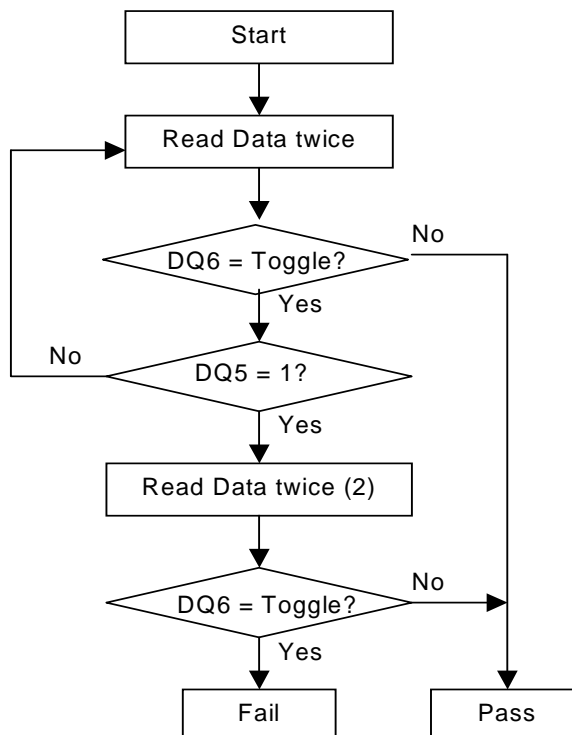 Start
Read Data twice
DQ6 = Toggle?
No
Yes
No
DQ5 = 1?
Yes
Read Data twice (2)
DQ6 = Toggle?
No
Yes
Fail
Pass